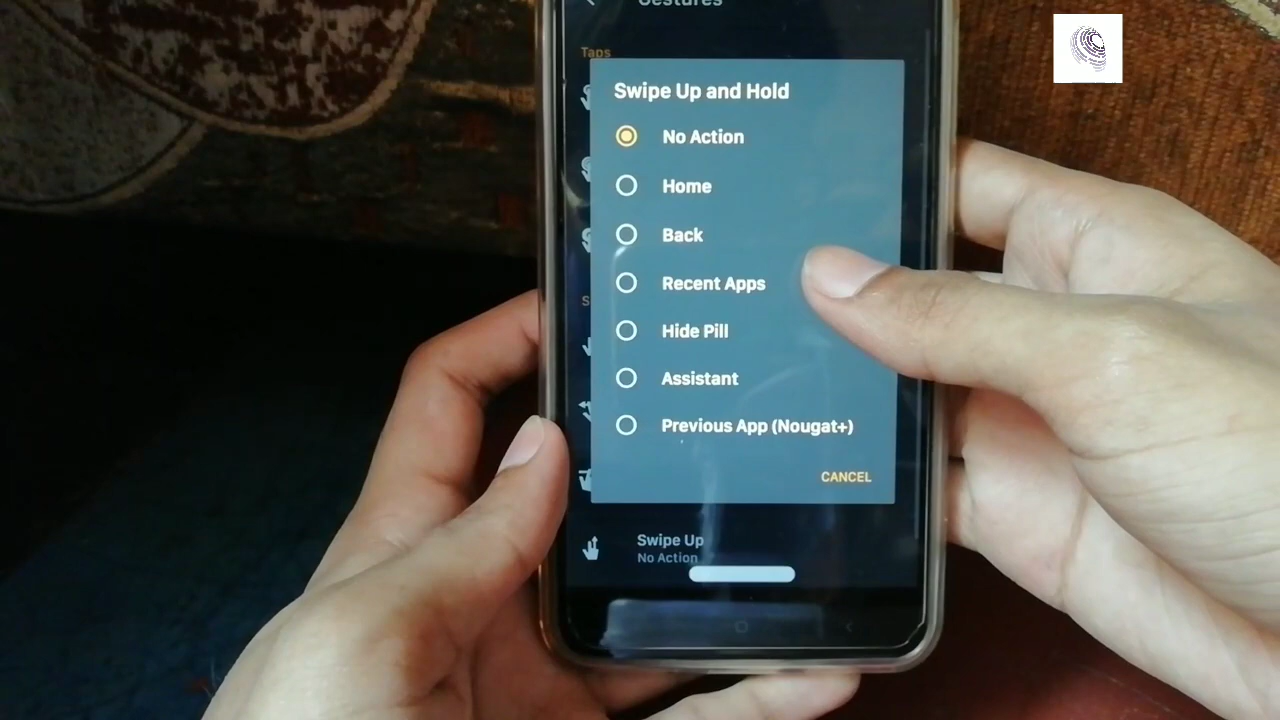 Gestures
Taps
Swipe Up and Hold
No Action
Home
Back
Recent Apps
Hide Pill
Assistant
Previous App (Nougat+)
CANCEL
Swipe Up
No Action